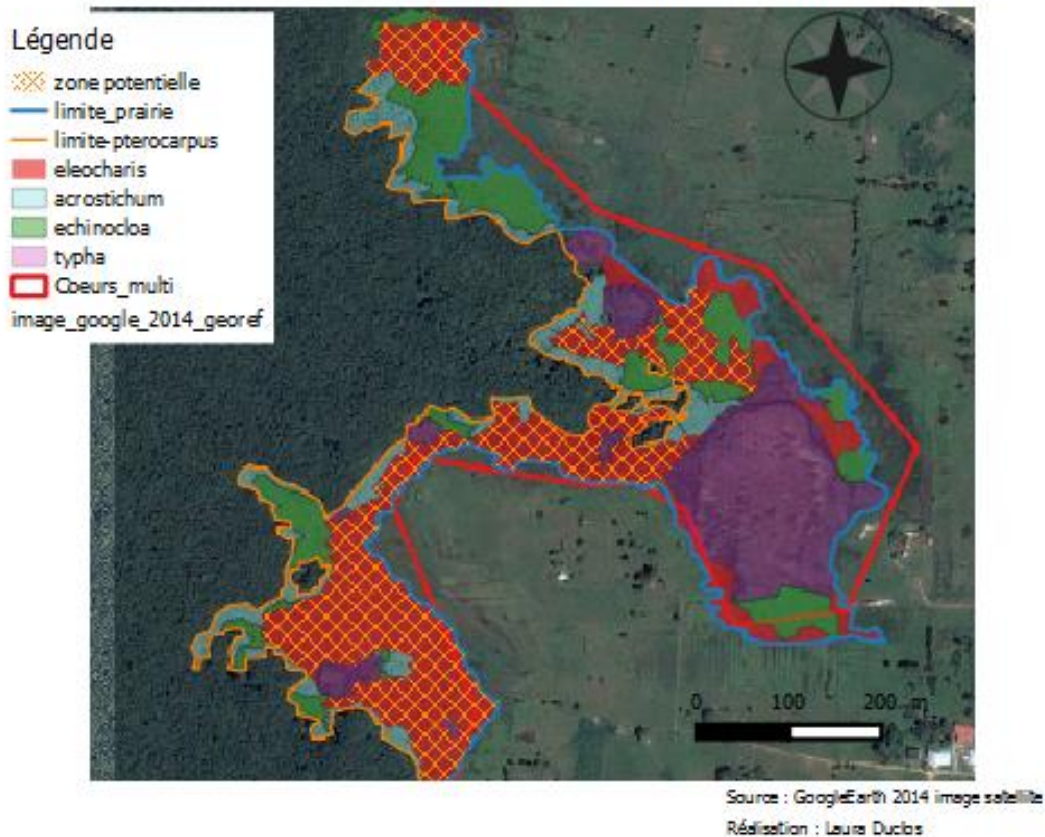 Légende
zone potentielle
limite_prairie
limite-pterocarpus
eleocharis
acrostichum
echinocloa
typha
Coeurs_multi
image_google_2014_georef
0 100 200 m
Source : GoogleEarth 2014 image satellite
Réalisation : Laura Duclos